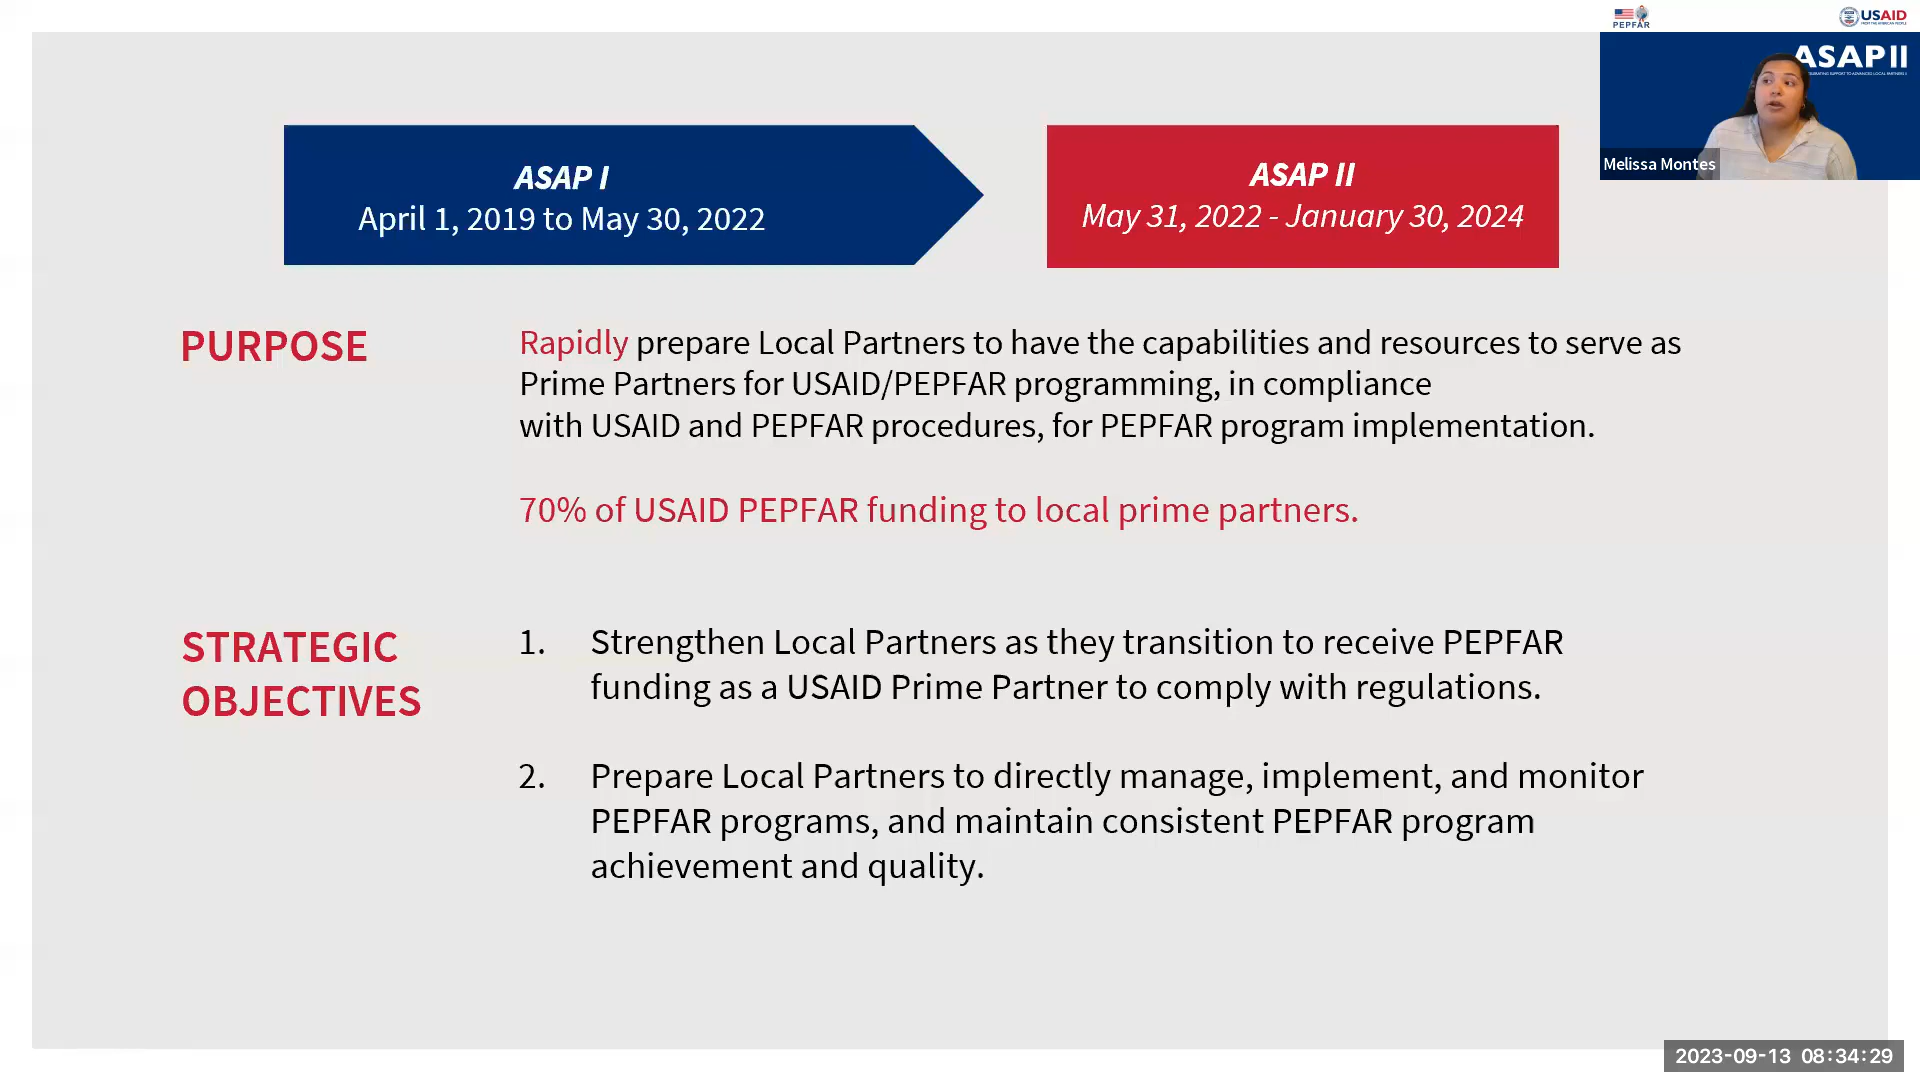 PEPFAR
USAID
FROM THE AMERICAN PEOPLE
ASAP II
Melissa Montes
ASAP I
April 1, 2019 to May 30, 2022
ASAP II
May 31, 2022 - January 30, 2024
PURPOSE
Rapidly prepare Local Partners to have the capabilities and resources to serve as
Prime Partners for USAID/PEPFAR programming, in compliance
with USAID and PEPFAR procedures, for PEPFAR program implementation.
70% of USAID PEPFAR funding to local prime partners.
STRATEGIC
OBJECTIVES
1. Strengthen Local Partners as they transition to receive PEPFAR
funding as a USAID Prime Partner to comply with regulations.
2. Prepare Local Partners to directly manage, implement, and monitor
PEPFAR programs, and maintain consistent PEPFAR program
achievement and quality.
2023-09-13 08:34:29